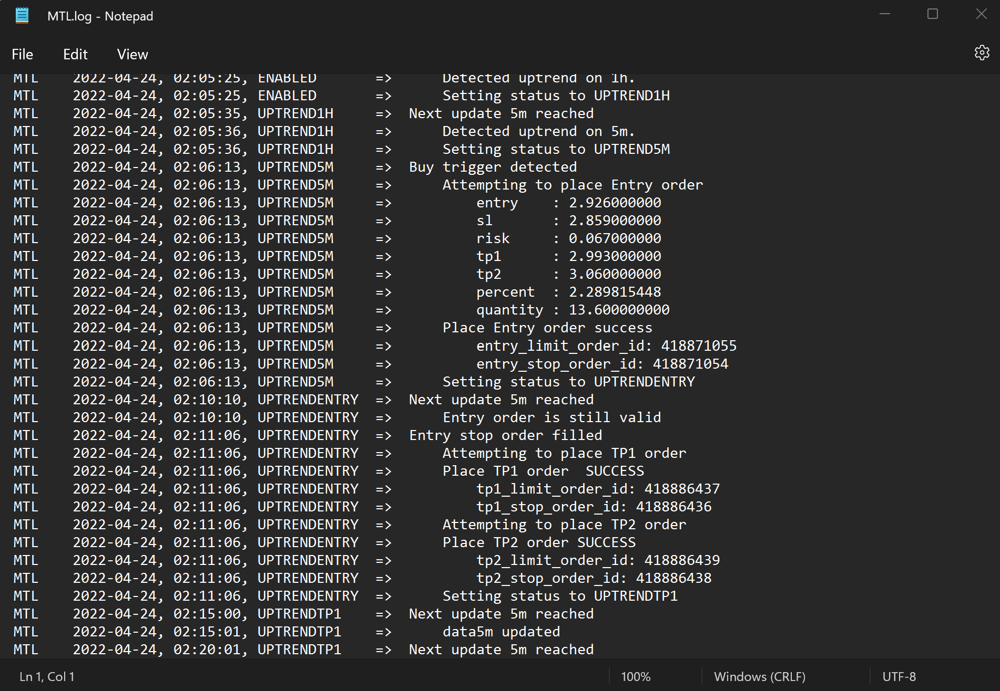 MTL.log - Notepad
File Edit View
MTL    2022-04-24, 02:05:25, ENABLED       =>      Detected uptrend on 1h.
MTL    2022-04-24, 02:05:25, ENABLED       =>      Setting status to UPTREND1H
MTL    2022-04-24, 02:05:35, UPTREND1H     =>  Next update 5m reached
MTL    2022-04-24, 02:05:36, UPTREND1H     =>      Detected uptrend on 5m.
MTL    2022-04-24, 02:05:36, UPTREND1H     =>      Setting status to UPTREND5M
MTL    2022-04-24, 02:06:13, UPTREND5M     =>  Buy trigger detected
MTL    2022-04-24, 02:06:13, UPTREND5M     =>      Attempting to place Entry order
MTL    2022-04-24, 02:06:13, UPTREND5M     =>          entry    : 2.926000000
MTL    2022-04-24, 02:06:13, UPTREND5M     =>          sl       : 2.859000000
MTL    2022-04-24, 02:06:13, UPTREND5M     =>          risk     : 0.067000000
MTL    2022-04-24, 02:06:13, UPTREND5M     =>          tp1      : 2.993000000
MTL    2022-04-24, 02:06:13, UPTREND5M     =>          tp2      : 3.060000000
MTL    2022-04-24, 02:06:13, UPTREND5M     =>          percent  : 2.289815448
MTL    2022-04-24, 02:06:13, UPTREND5M     =>          quantity : 13.600000000
MTL    2022-04-24, 02:06:13, UPTREND5M     =>      Place Entry order success
MTL    2022-04-24, 02:06:13, UPTREND5M     =>          entry_limit_order_id: 418871055
MTL    2022-04-24, 02:06:13, UPTREND5M     =>          entry_stop_order_id: 418871054
MTL    2022-04-24, 02:06:13, UPTREND5M     =>      Setting status to UPTRENDENTRY
MTL    2022-04-24, 02:10:10, UPTRENDENTRY  =>  Next update 5m reached
MTL    2022-04-24, 02:10:10, UPTRENDENTRY  =>      Entry order is still valid
MTL    2022-04-24, 02:11:06, UPTRENDENTRY  =>  Entry stop order filled
MTL    2022-04-24, 02:11:06, UPTRENDENTRY  =>      Attempting to place TP1 order
MTL    2022-04-24, 02:11:06, UPTRENDENTRY  =>      Place TP1 order  SUCCESS
MTL    2022-04-24, 02:11:06, UPTRENDENTRY  =>          tp1_limit_order_id: 418886437
MTL    2022-04-24, 02:11:06, UPTRENDENTRY  =>          tp1_stop_order_id: 418886436
MTL    2022-04-24, 02:11:06, UPTRENDENTRY  =>      Attempting to place TP2 order
MTL    2022-04-24, 02:11:06, UPTRENDENTRY  =>      Place TP2 order SUCCESS
MTL    2022-04-24, 02:11:06, UPTRENDENTRY  =>          tp2_limit_order_id: 418886439
MTL    2022-04-24, 02:11:06, UPTRENDENTRY  =>          tp2_stop_order_id: 418886438
MTL    2022-04-24, 02:11:06, UPTRENDENTRY  =>      Setting status to UPTRENDTP1
MTL    2022-04-24, 02:15:00, UPTRENDTP1    =>  Next update 5m reached
MTL    2022-04-24, 02:15:01, UPTRENDTP1    =>      data5m updated
MTL    2022-04-24, 02:20:01, UPTRENDTP1    =>  Next update 5m reached
Ln 1, Col 1 100% Windows (CRLF) UTF-8